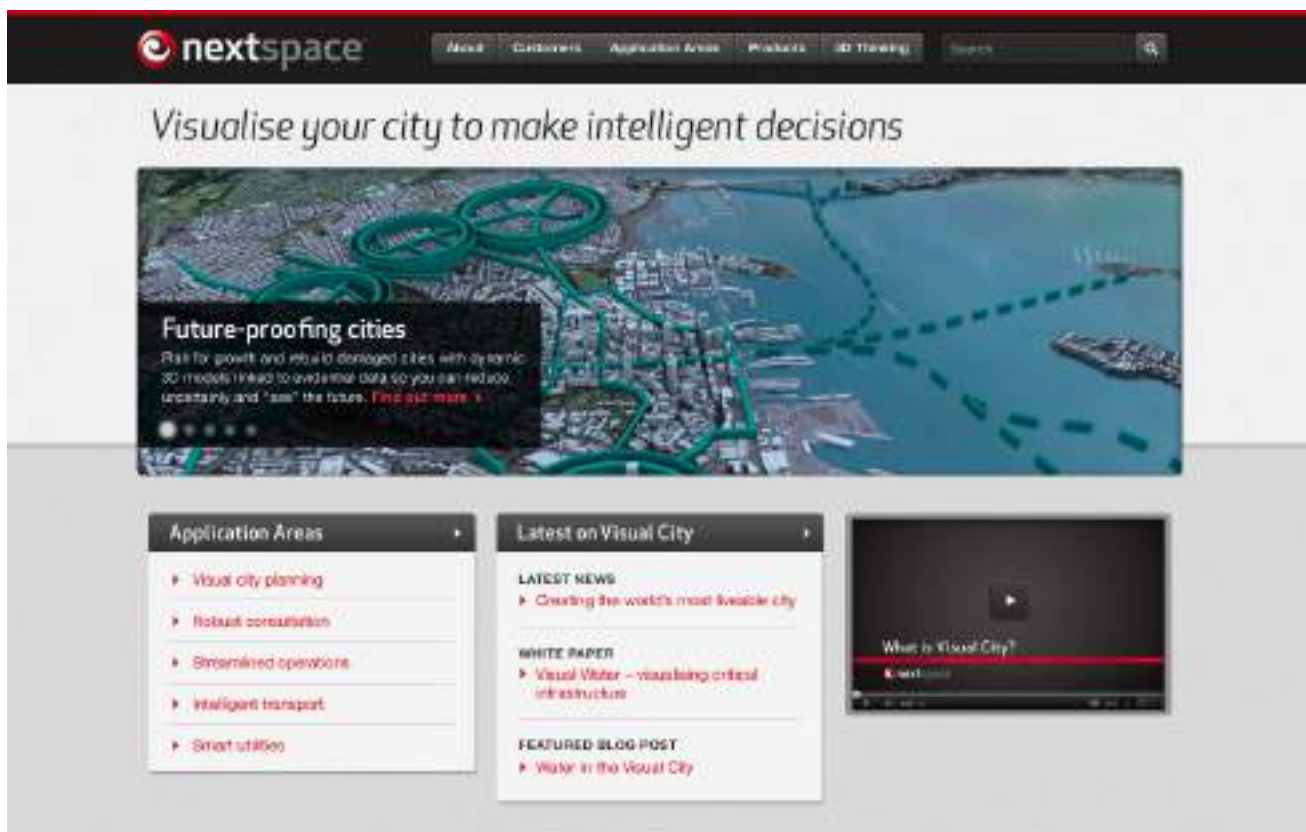 nextspace
About Customers Application Areas Products 3D Thinking
Search
Visualise your city to make intelligent decisions
Future-proofing cities
Plan for growth and rebuild damaged cities with dynamic
3D models linked to evidential data so you can reduce
uncertainty and "see" the future. Find out more
Application Areas
Visual city planning
Robust consultation
Streamlined operations
Intelligent transport
Smart utilities
Latest on Visual City
LATEST NEWS
Creating the world's most liveable city
WHITE PAPER
Visual Water – visualising critical
infrastructure
FEATURED BLOG POST
Water in the Visual City
What is Visual City?
nextspace